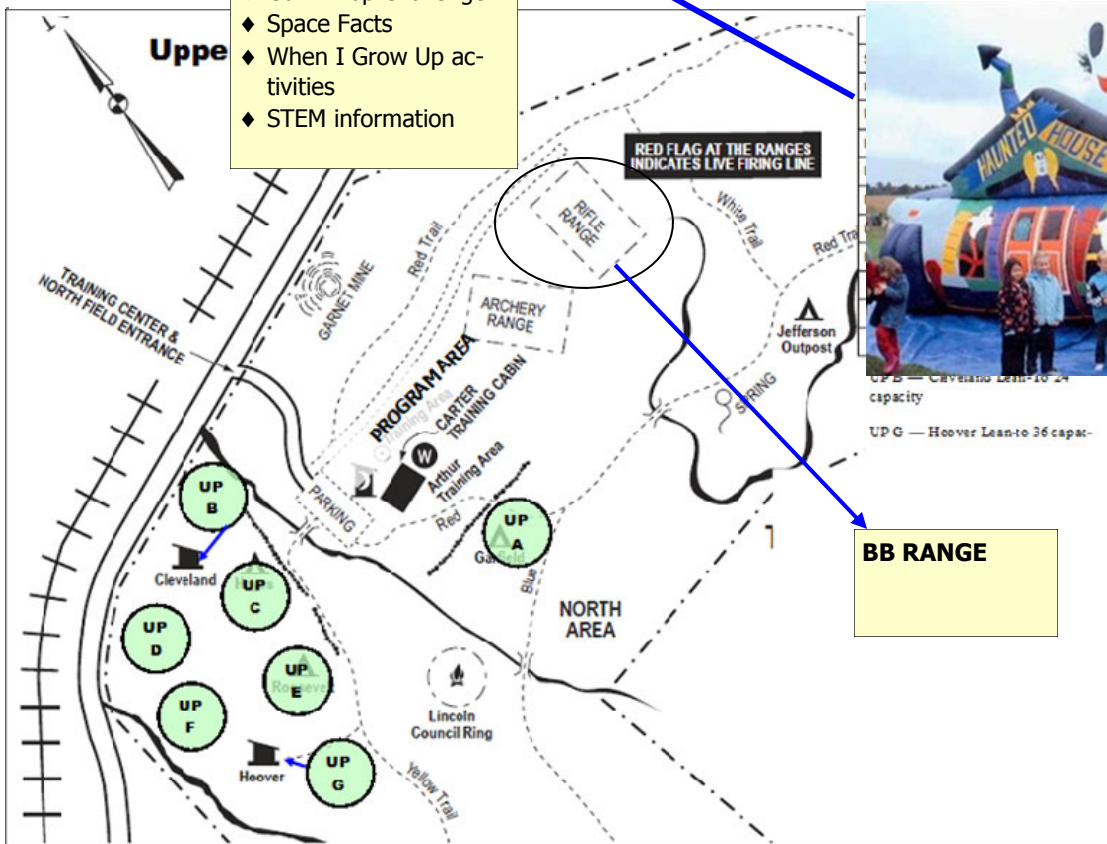 ♦ Space Facts
♦ When I Grow Up ac-
tivities
♦ STEM information
Uppe
RED FLAG AT THE RANGES
INDICATES LIVE FIRING LINE
HAUNTED HOUSE
RIFLE
RANGE
White Trail
Red Tra
Red Trail
GARNET MINE
TRAINING CENTER &
NORTH FIELD ENTRANCE
ARCHERY
RANGE
Jefferson
Outpost
PROGRAM AREA
Training Area
CARTER
TRAINING CABIN
W
Arthur
Training Area
SPRING
UP B — Cleveland Lean-To 24
capacity
UP G — Hoover Lean-to 36 capac-
PARKING
Red
UP
B
UP
A
Garfield
Blue
Cleveland
UP
C
UP
D
NORTH
AREA
BB RANGE
UP
E
Roosevelt
UP
F
Lincoln
Council Ring
Hoover
UP
G
Yellow Trail